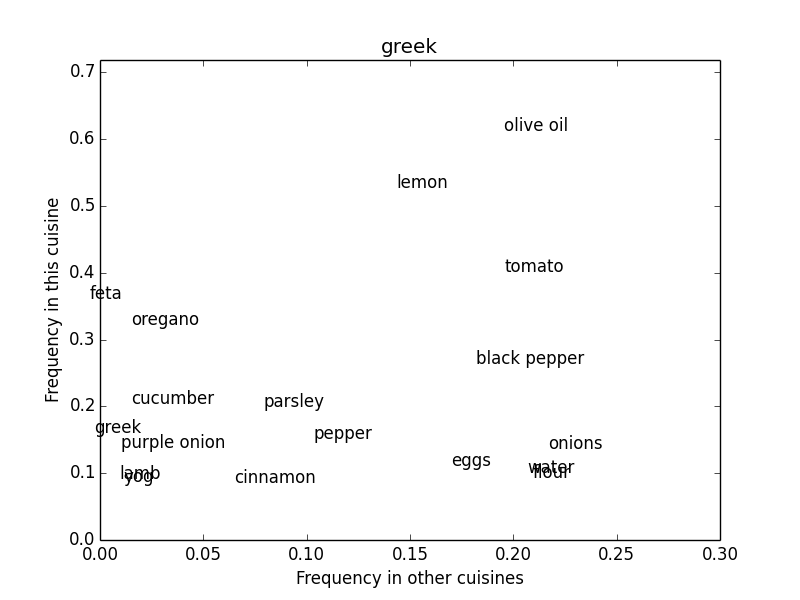 greek
0.7
olive oil
0.6
lemon
0.5
tomato
0.4
feta
oregano
0.3
black pepper
cucumber
parsley
0.2
greek
pepper
purple onion
onions
eggs
water
flour
0.1
lamb
yog
cinnamon
0.0
0.00 0.05 0.10 0.15 0.20 0.25 0.30
Frequency in other cuisines
Frequency in this cuisine